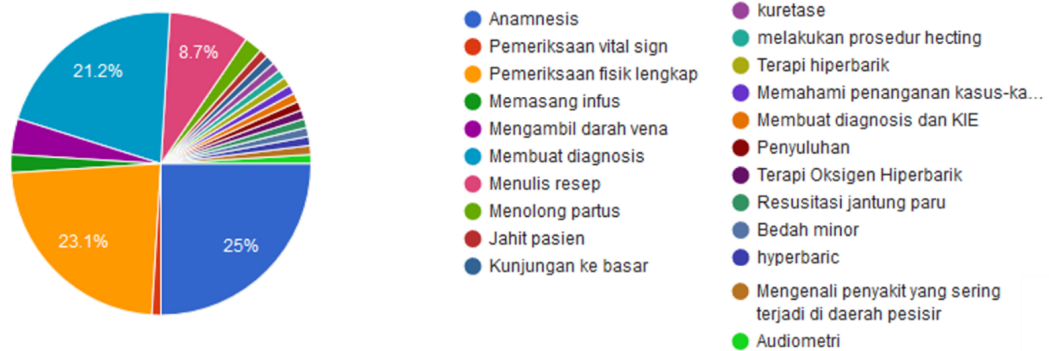 8.7%
21.2%
23.1%
25%
Anamnesis
Pemeriksaan vital sign
Pemeriksaan fisik lengkap
Memasang infus
Mengambil darah vena
Membuat diagnosis
Menulis resep
Menolong partus
Jahit pasien
Kunjungan ke basar
kuretase
melakukan prosedur hecting
Terapi hiperbarik
Memahami penanganan kasus-ka...
Membuat diagnosis dan KIE
Penyuluhan
Terapi Oksigen Hiperbarik
Resusitasi jantung paru
Bedah minor
hyperbaric
Mengenali penyakit yang sering
terjadi di daerah pesisir
Audiometri